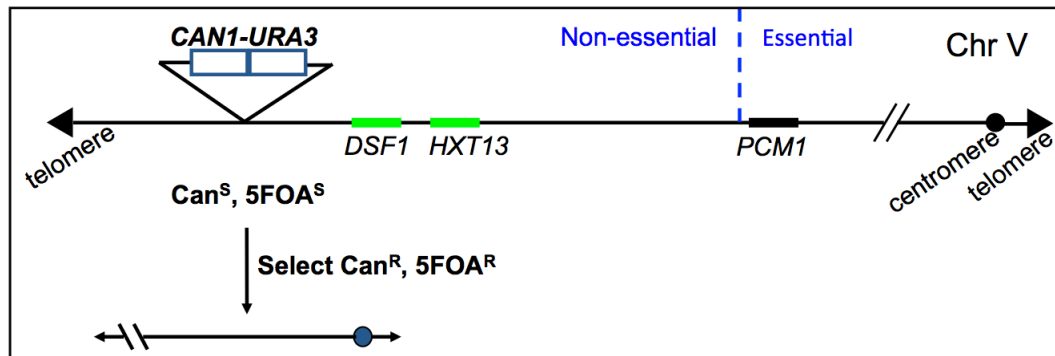 CAN1-URA3
Non-essential
Essential
Chr V
DSF1
HXT13
PCM1
telomere
centromere
telomere
Can^S, 5FOA^S
Select Can^R, 5FOA^R